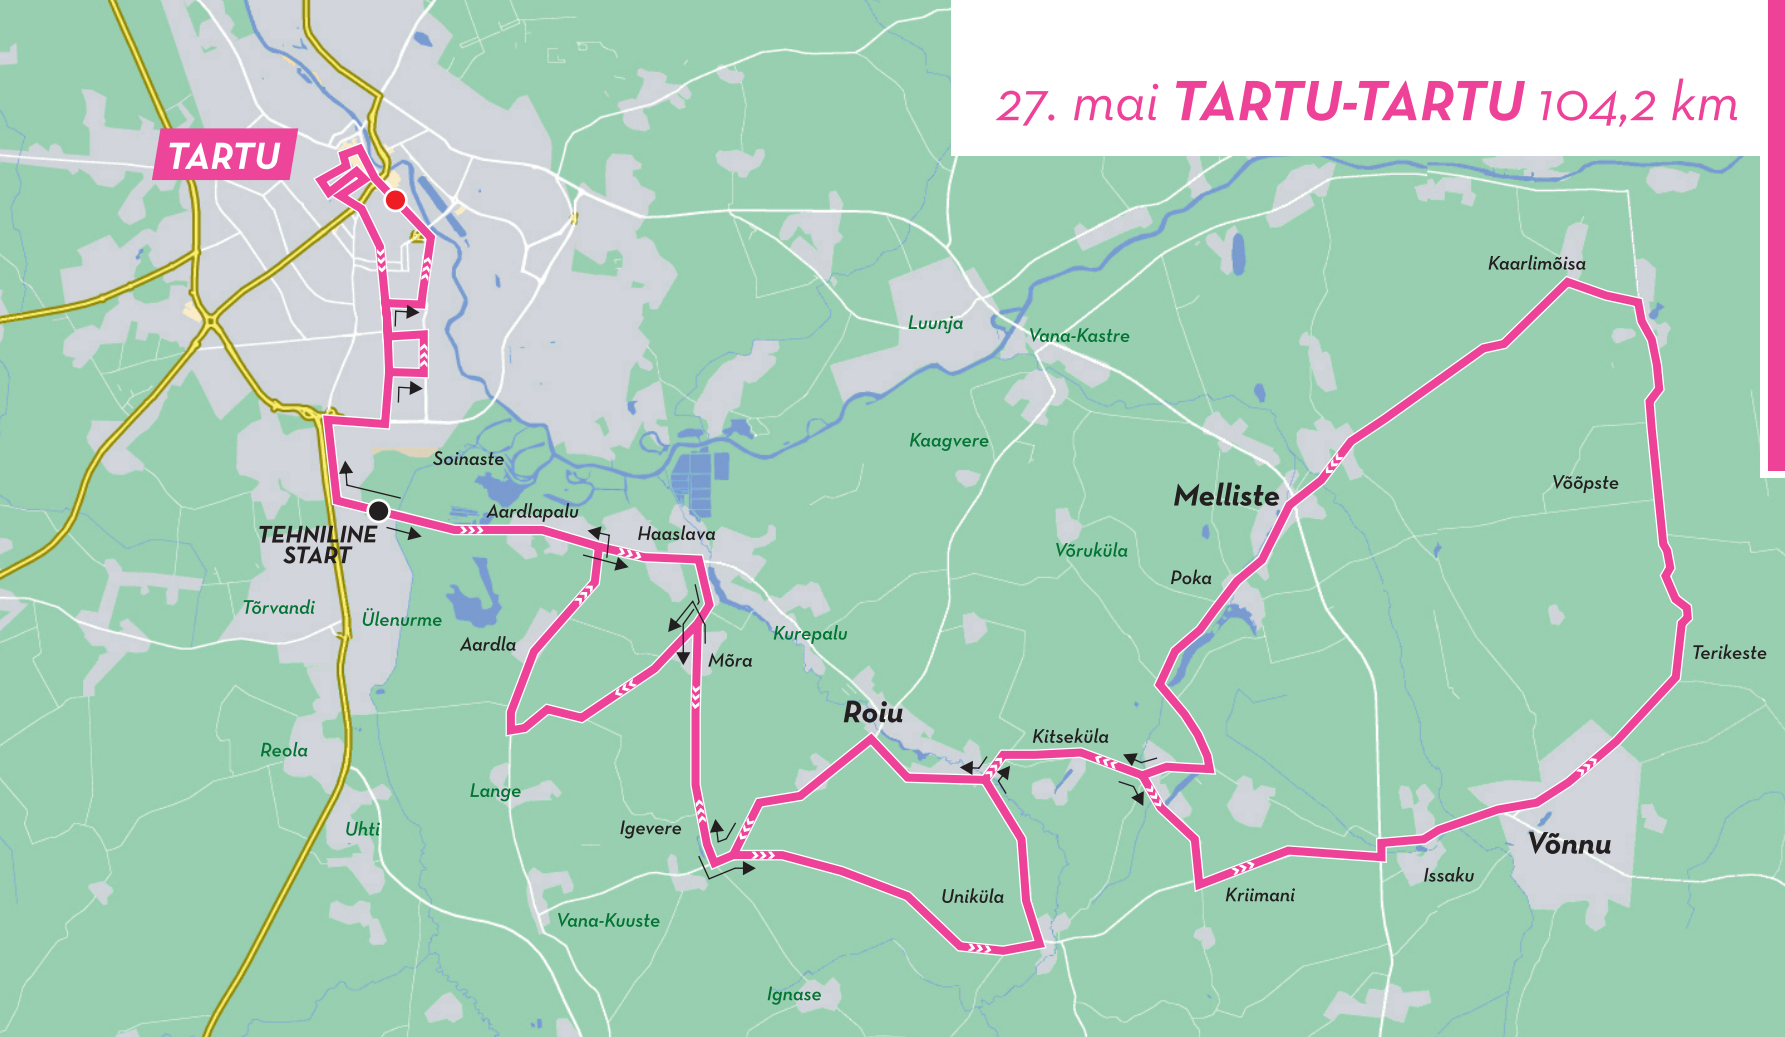 27. mai TARTU-TARTU 104,2 km
TARTU
Kaarlimõisa
Luunja
Vana-Kastre
Kaagvere
Soinaste
Melliste
Vööpste
Aardlapalu
TEHNILINE
START
Haaslava
Võruküla
Poka
Tõrvandi
Ülenurme
Aardla
Kurepalu
Mõra
Terikeste
Roiu
Kitseküla
Reola
Lange
Uhti
Igevere
Võnnu
Uniküla
Kriimani
Issaku
Vana-Kuuste
Ignase